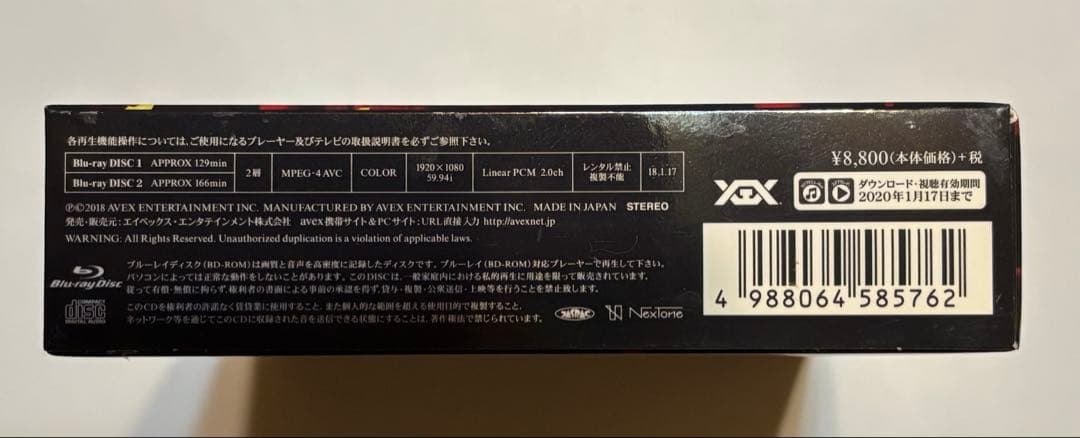 各再生機能操作については、ご使用になるプレーヤー及びテレビの取扱説明書を必ずご参照下さい。
Blu-ray DISC 1 APPROX 129min
Blu-ray DISC 2 APPROX 166min
2層
MPEG-4 AVC
COLOR
1920×1080
59.94i
Linear PCM 2.0ch
レンタル禁止
複製不能
18.1.17
Ⓟ©2018 AVEX ENTERTAINMENT INC. MANUFACTURED BY AVEX ENTERTAINMENT INC. MADE IN JAPAN STEREO
発売・販売元:エイベックス・エンタテインメント株式会社 avex携帯サイト&PCサイト:URL直接入力 http://avexnet.jp
WARNING: All Rights Reserved. Unauthorized duplication is a violation of applicable laws.
Blu-ray Disc
ブルーレイディスク(BD-ROM)は画質と音声を高密度に記録したディスクです。ブルーレイ(BD-ROM)対応プレーヤーで再生して下さい。
パソコンによっては正常な動作をしないことがあります。このDISCは、一般家庭内における私的再生に用途を限って販売されています。
従って有償・無償に拘らず、権利者の書面による事前の承認を得ず、貸与・複製・公衆送信・上映等を行うことを禁止致します。
COMPACT
disc
DIGITAL AUDIO
このCDを権利者の許諾なく賃貸業に使用すること、また個人的な範囲を超える使用目的で複製すること、
ネットワーク等を通じてこのCDに収録された音を送信できる状態にすることは、著作権法で禁じられています。
JASRAC
NexTone
¥8,800(本体価格)+税
ダウンロード・視聴有効期間
2020年1月17日まで
4 988064 585762